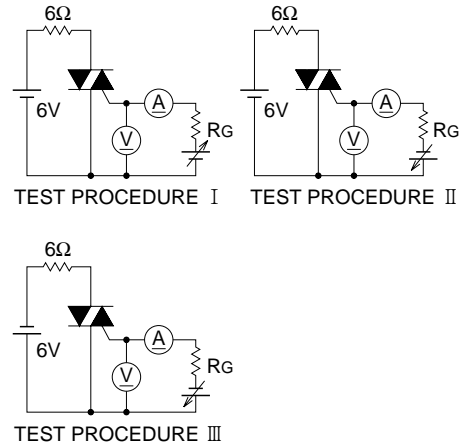 6Ω
6V
A
V
RG
TEST PROCEDURE Ⅰ
6Ω
6V
A
V
RG
TEST PROCEDURE Ⅱ
6Ω
6V
A
V
RG
TEST PROCEDURE Ⅲ